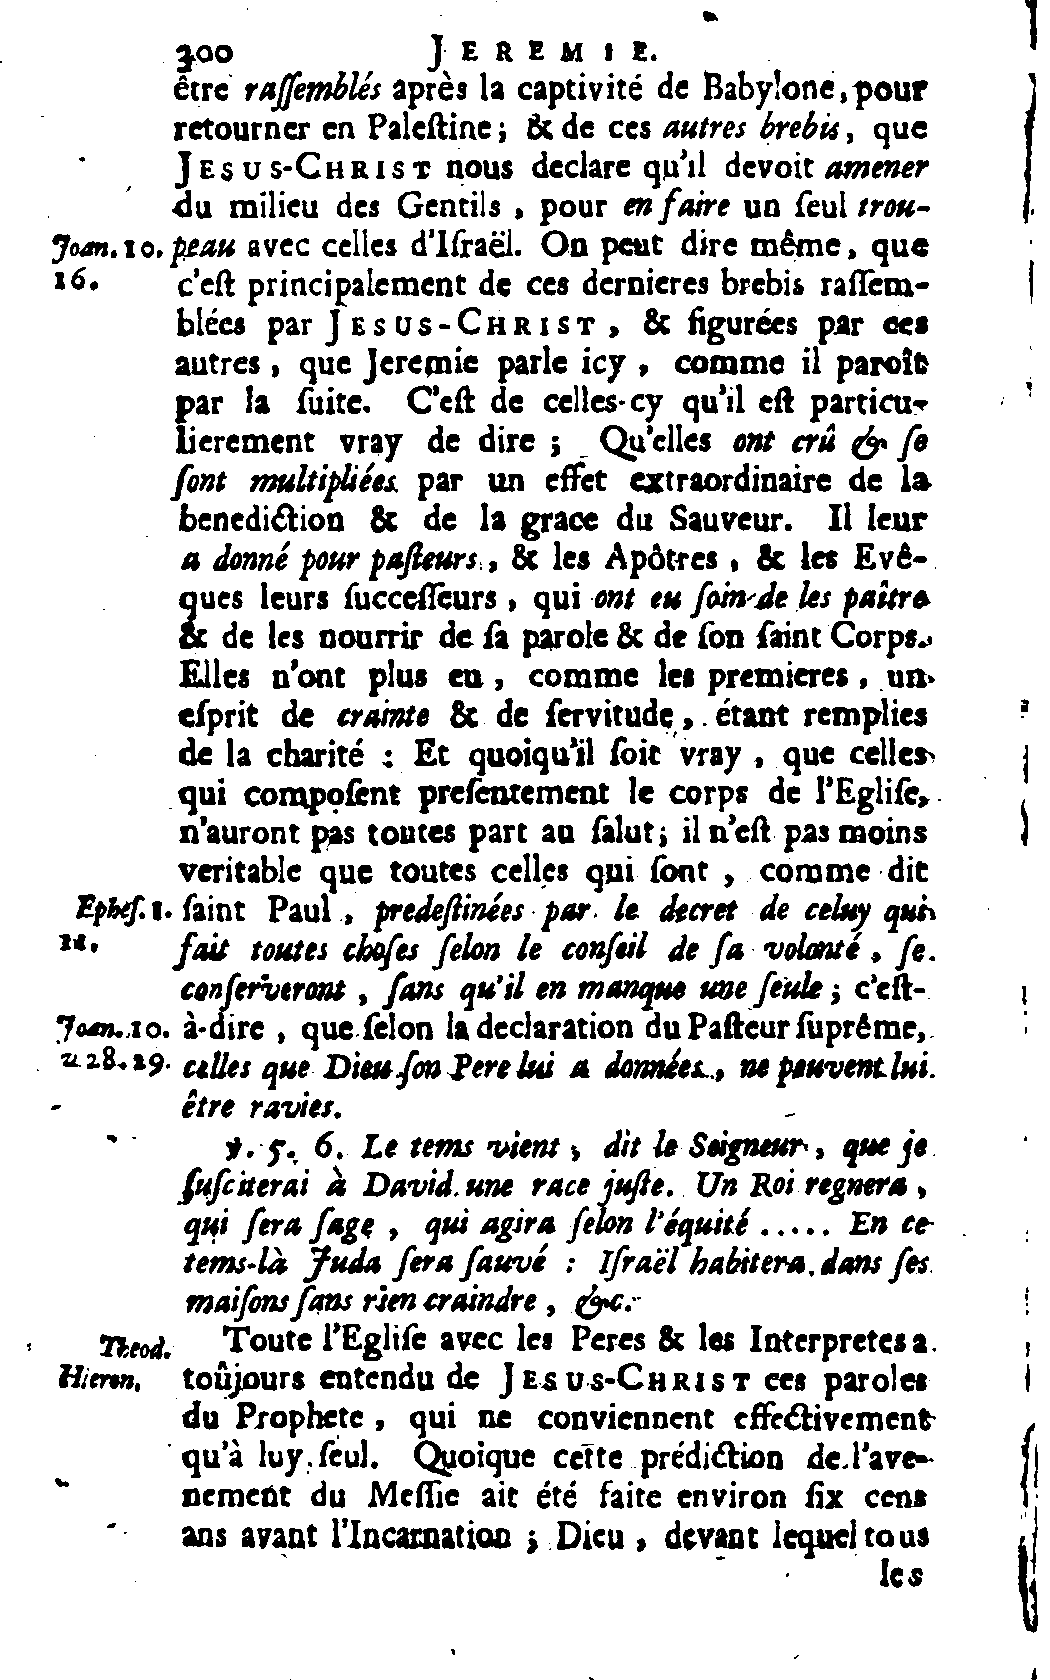 300 JEREMIE.
être raſſemblés après la captivité de Babylone, pour
retourner en Paleſtine; & de ces autres brebis, que
JESUS-CHRIST nous declare qu'il devoit amener
du milieu des Gentils, pour en faire un ſeul trou-
Joan. 10. peau avec celles d'Iſraël. On peut dire même, que
16. c'eſt principalement de ces dernieres brebis raſſem-
blées par JESUS-CHRIST, & figurées par ces
autres, que Jeremie parle icy, comme il paroît
par la ſuite. C'eſt de celles-cy qu'il eſt particu-
lierement vray de dire; Qu'elles ont crû & ſe
ſont multipliées par un effet extraordinaire de la
benediction & de la grace du Sauveur. Il leur
a donné pour paſteurs, & les Apôtres, & les Evê-
ques leurs ſucceſſeurs, qui ont eu ſoin de les paître
& de les nourrir de ſa parole & de ſon ſaint Corps.
Elles n'ont plus eu, comme les premieres, un
eſprit de crainte & de ſervitude, étant remplies
de la charité : Et quoiqu'il ſoit vray, que celles
qui compoſent preſentement le corps de l'Egliſe,
n'auront pas toutes part au ſalut; il n'eſt pas moins
veritable que toutes celles qui ſont, comme dit
Epheſ. 1. ſaint Paul, predeſtinées par le decret de celuy qui
11. fait toutes choſes ſelon le conſeil de ſa volonté, ſe
conſerveront, ſans qu'il en manque une ſeule; c'eſt-
Joan. 10. à-dire, que ſelon la declaration du Paſteur ſuprême,
28. 29. celles que Dieu ſon Pere lui a données, ne peuvent lui
être ravies.
℣. 5. 6. Le tems vient, dit le Seigneur, que je
ſuſciterai à David une race juſte. Un Roi regnera,
qui ſera ſage, qui agira ſelon l'équité ..... En ce
tems-là Juda ſera ſauvé : Iſraël habitera dans ſes
maiſons ſans rien craindre, &c.
Theod. Toute l'Egliſe avec les Peres & les Interpretes a
Hieron. toûjours entendu de JESUS-CHRIST ces paroles
du Prophete, qui ne conviennent effectivement
qu'à luy ſeul. Quoique cette prédiction de l'ave-
nement du Meſſie ait été faite environ ſix cens
ans avant l'Incarnation; Dieu, devant lequel tous
les